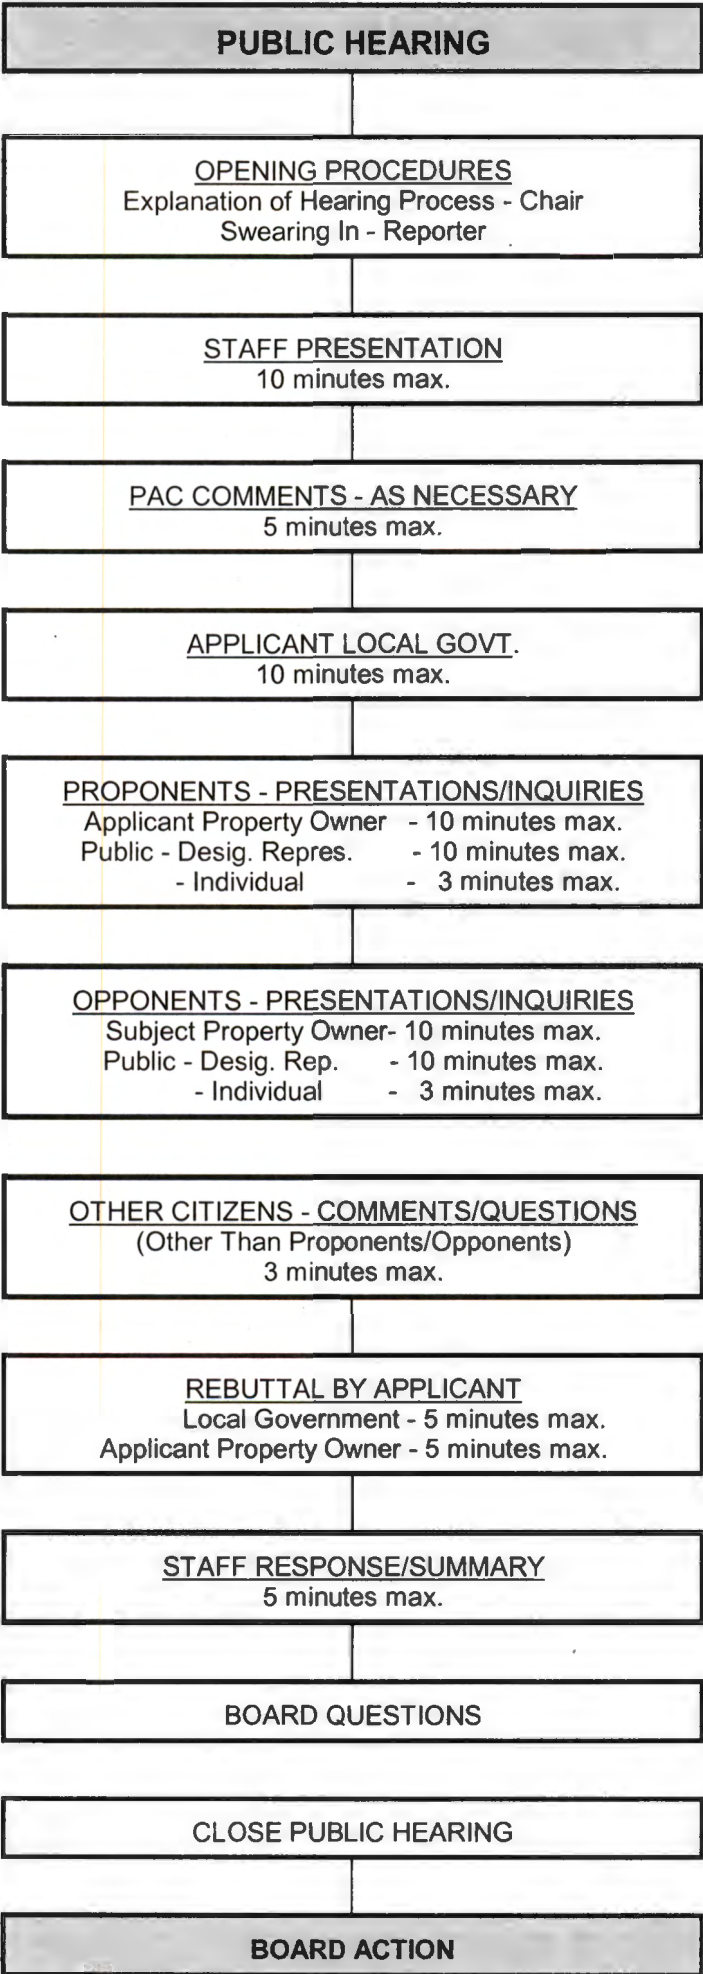 PUBLIC HEARING
OPENING PROCEDURES
Explanation of Hearing Process - Chair
Swearing In - Reporter
STAFF PRESENTATION
10 minutes max.
PAC COMMENTS - AS NECESSARY
5 minutes max.
APPLICANT LOCAL GOVT.
10 minutes max.
PROPONENTS - PRESENTATIONS/INQUIRIES
Applicant Property Owner - 10 minutes max.
Public - Desig. Repres. - 10 minutes max.
- Individual - 3 minutes max.
OPPONENTS - PRESENTATIONS/INQUIRIES
Subject Property Owner- 10 minutes max.
Public - Desig. Rep. - 10 minutes max.
- Individual - 3 minutes max.
OTHER CITIZENS - COMMENTS/QUESTIONS
(Other Than Proponents/Opponents)
3 minutes max.
REBUTTAL BY APPLICANT
Local Government - 5 minutes max.
Applicant Property Owner - 5 minutes max.
STAFF RESPONSE/SUMMARY
5 minutes max.
BOARD QUESTIONS
CLOSE PUBLIC HEARING
BOARD ACTION